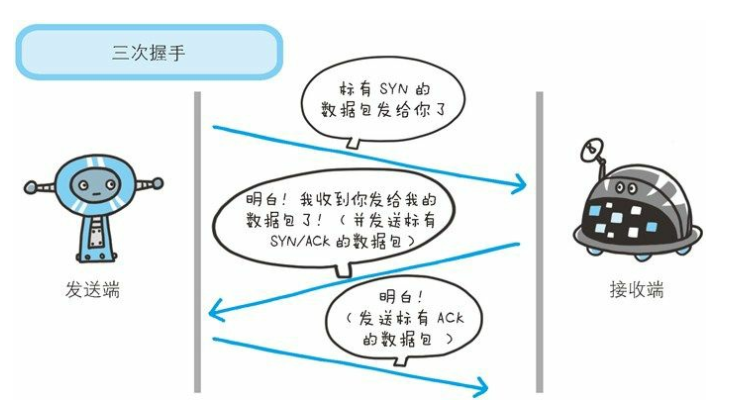 三次握手
标有 SYN 的
数据包发给你了
明白！我收到你发给我的
数据包了！（并发送标有
SYN/ACK 的数据包）
发送端
接收端
明白！
（发送标有 ACK
的数据包）